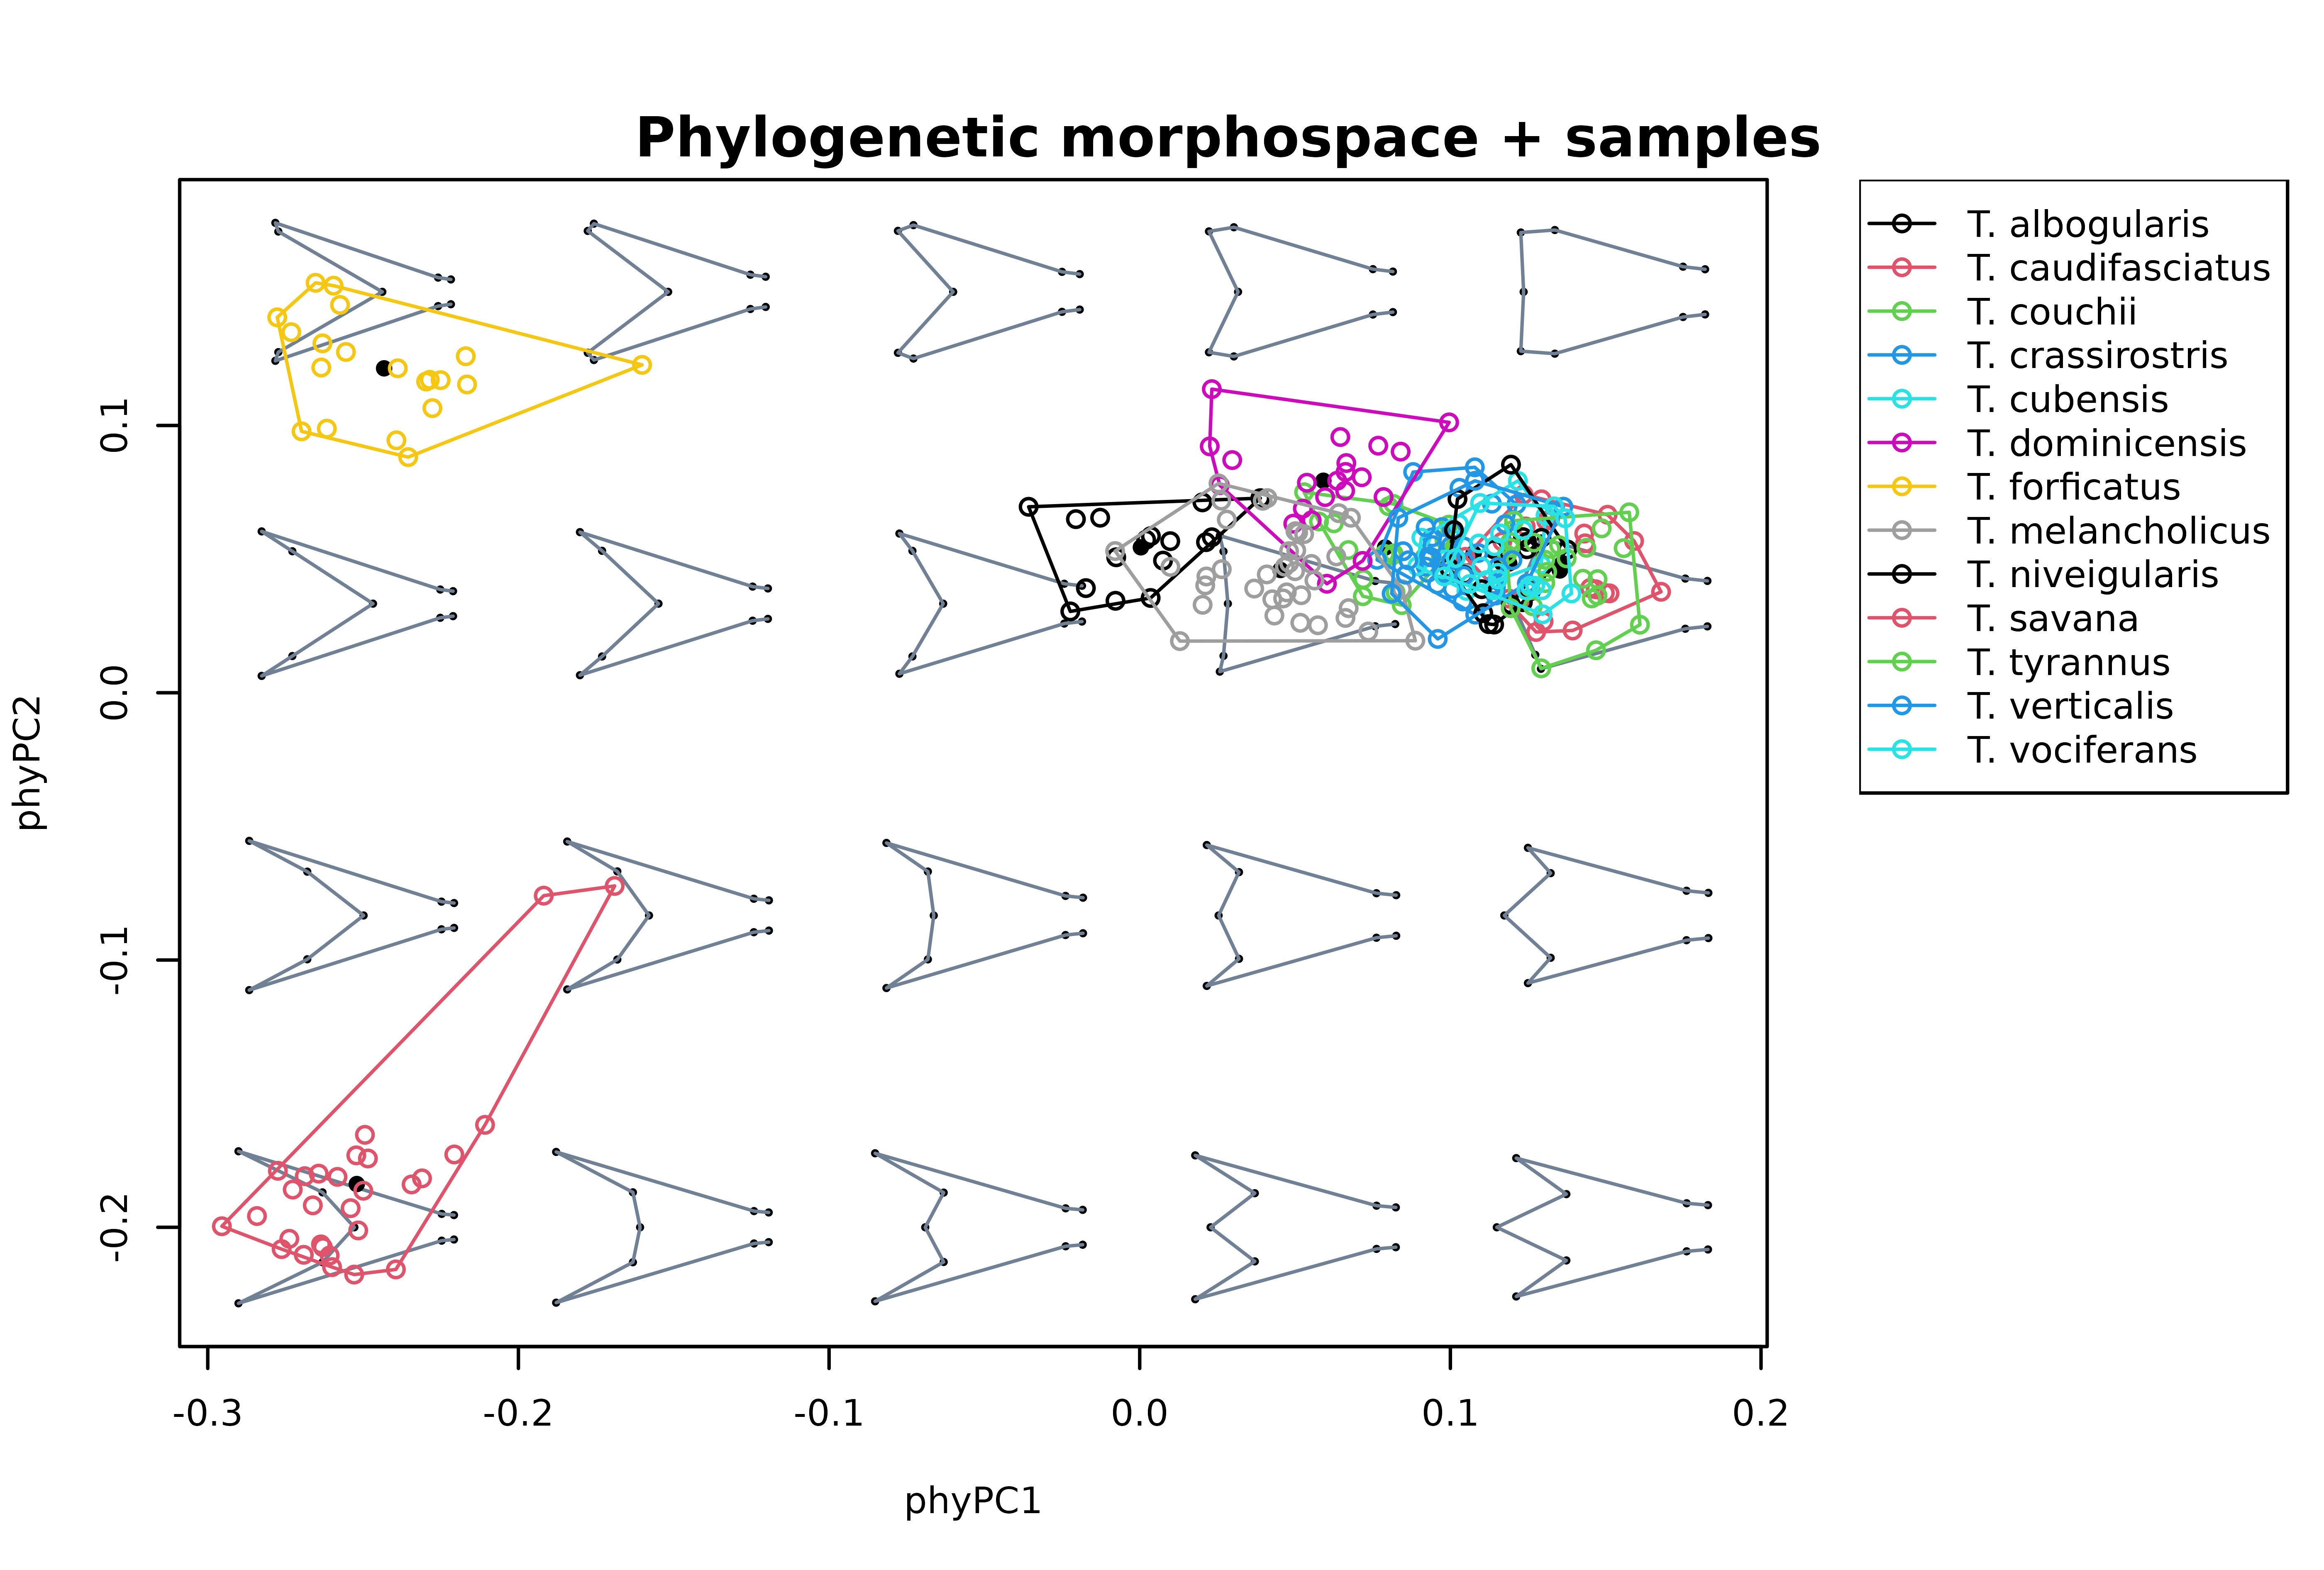 Phylogenetic morphospace + samples
T. albogularis
T. caudifasciatus
T. couchii
T. crassirostris
T. cubensis
T. dominicensis
T. forficatus
T. melancholicus
T. niveigularis
T. savana
T. tyrannus
T. verticalis
T. vociferans
phyPC2
0.1
0.0
-0.1
-0.2
-0.3
-0.2
-0.1
0.0
0.1
0.2
phyPC1